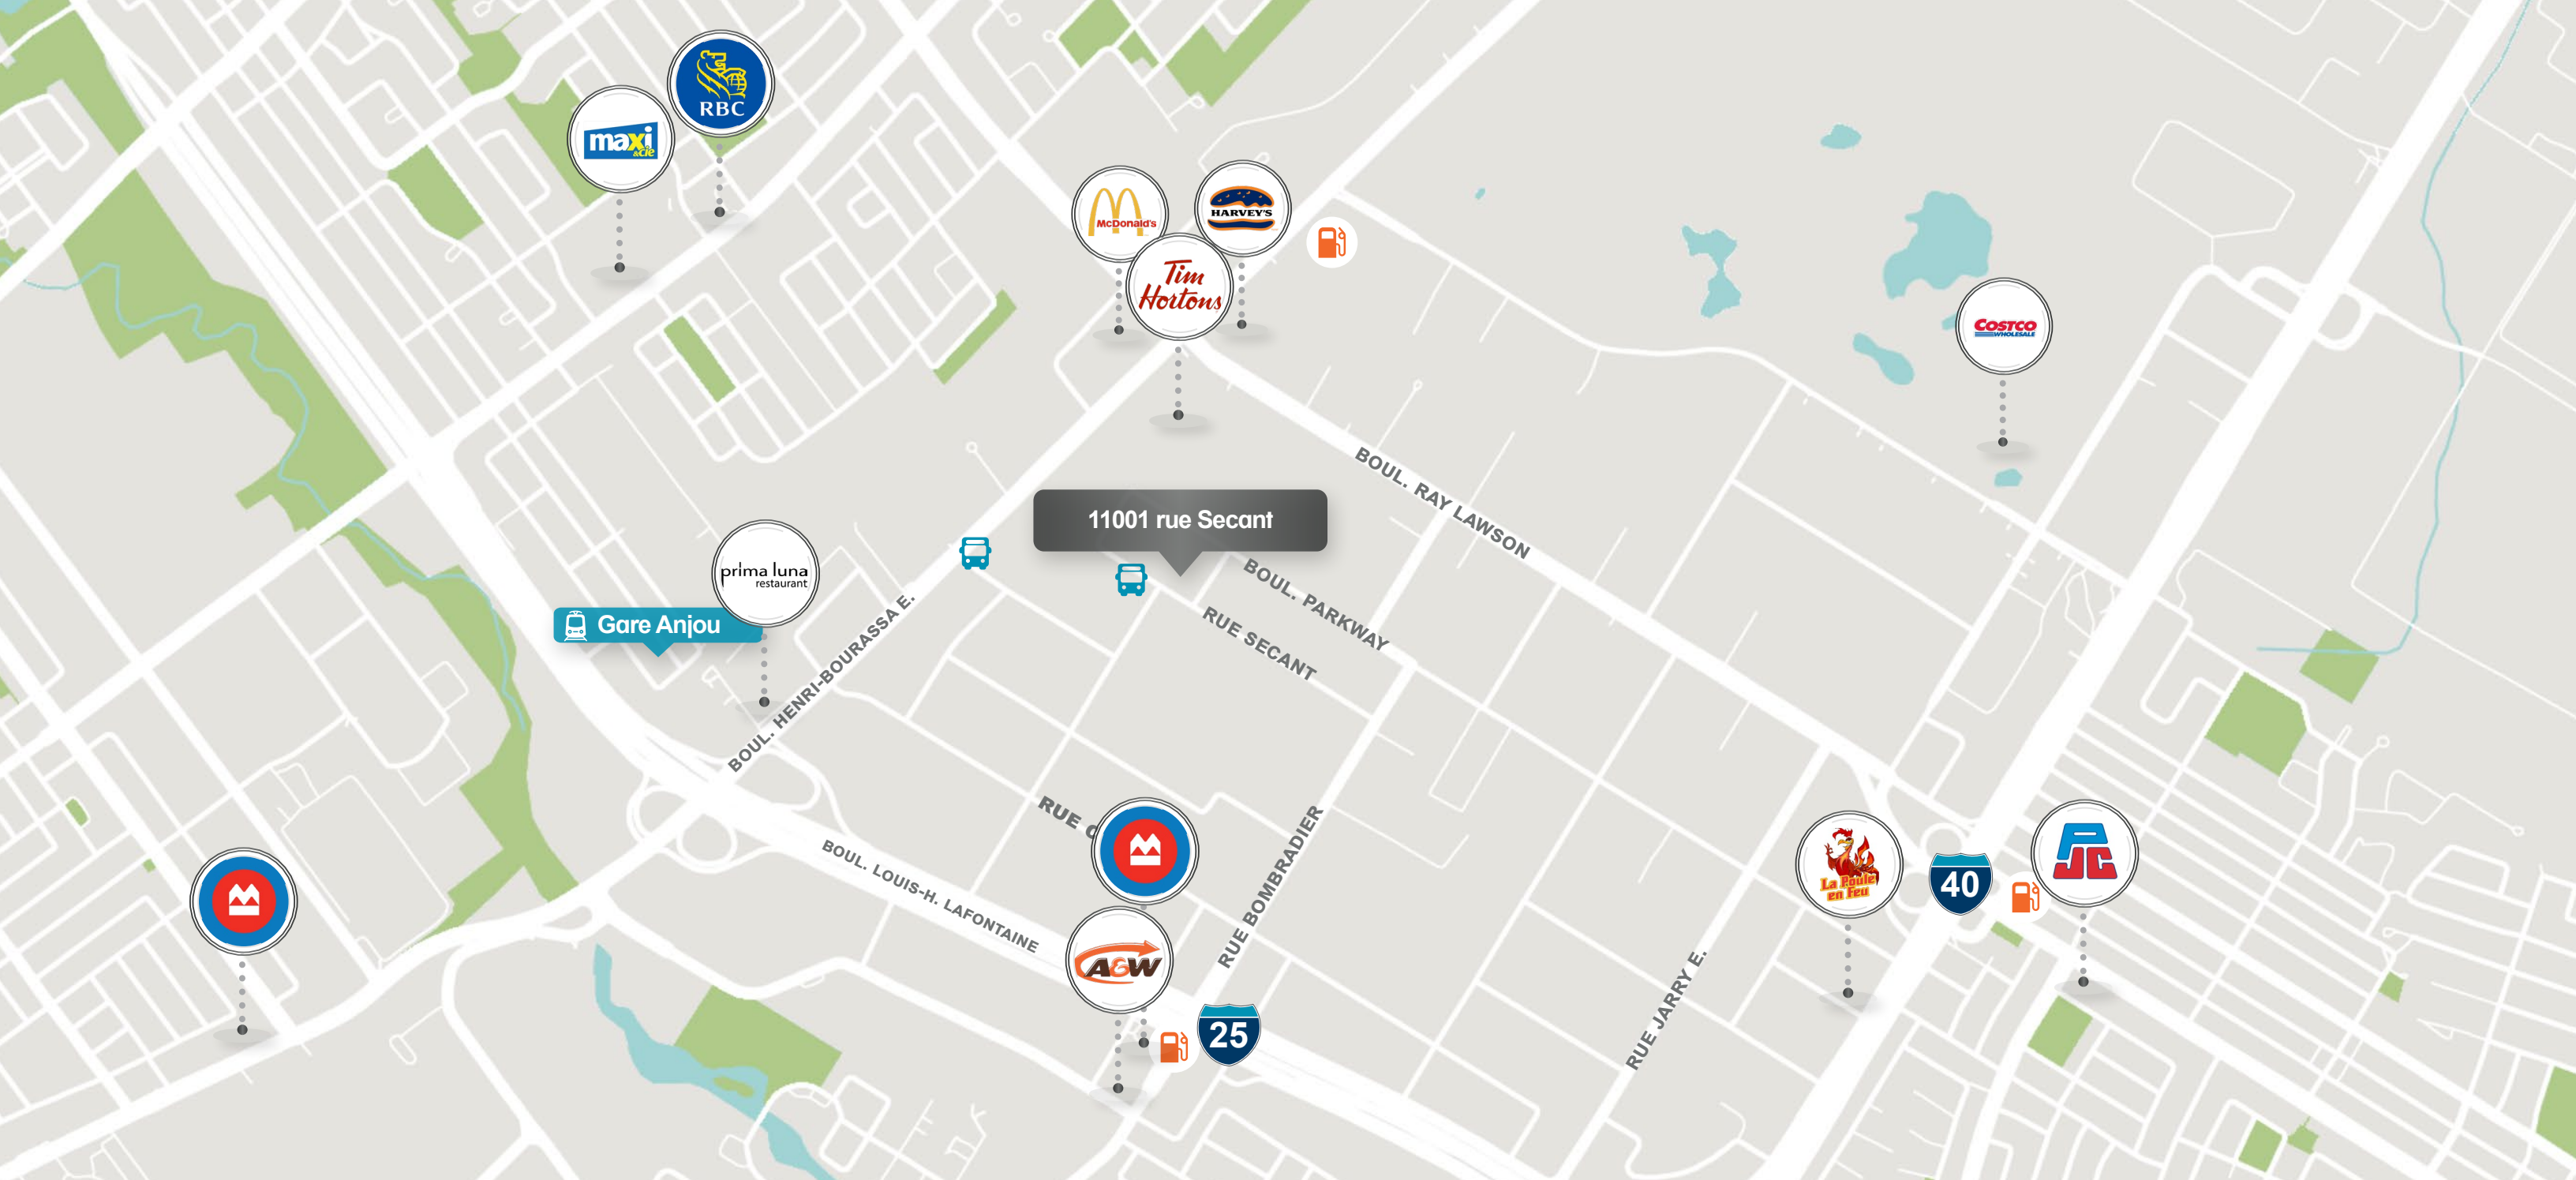 RBC
maxi
&cie
McDonald's
HARVEY'S
Tim
Hortons
COSTCO
WHOLESALE
BOUL. RAY LAWSON
11001 rue Secant
prima luna
restaurant
Gare Anjou
BOUL. HENRI-BOURASSA E.
BOUL. PARKWAY
RUE SECANT
RUE
BOUL. LOUIS-H. LAFONTAINE
RUE BOMBRADIER
A&W
25
RUE JARRY E.
La Poule
en Feu
40
PJC